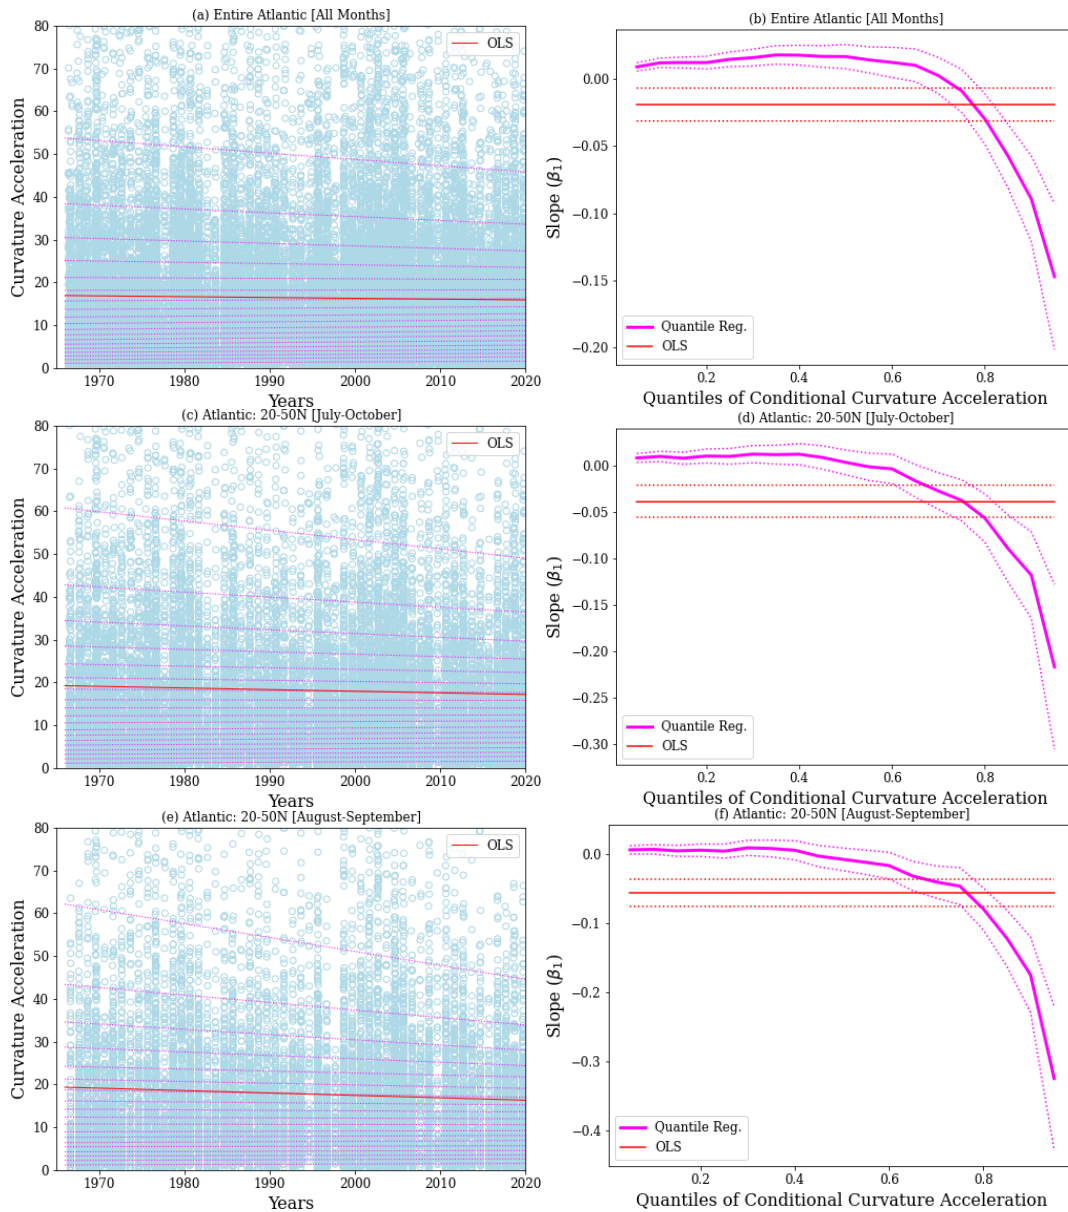 (a) Entire Atlantic [All Months]
80
70
60
50
40
30
20
10
0
Curvature Acceleration
OLS
1970 1980 1990 2000 2010 2020
Years
(b) Entire Atlantic [All Months]
0.00
−0.05
−0.10
−0.15
−0.20
Slope (β₁)
Quantile Reg.
OLS
0.2 0.4 0.6 0.8
Quantiles of Conditional Curvature Acceleration
(c) Atlantic: 20-50N [July-October]
80
70
60
50
40
30
20
10
0
Curvature Acceleration
OLS
1970 1980 1990 2000 2010 2020
Years
(d) Atlantic: 20-50N [July-October]
0.00
−0.05
−0.10
−0.15
−0.20
−0.25
−0.30
Slope (β₁)
Quantile Reg.
OLS
0.2 0.4 0.6 0.8
Quantiles of Conditional Curvature Acceleration
(e) Atlantic: 20-50N [August-September]
80
70
60
50
40
30
20
10
0
Curvature Acceleration
OLS
1970 1980 1990 2000 2010 2020
Years
(f) Atlantic: 20-50N [August-September]
0.0
−0.1
−0.2
−0.3
−0.4
Slope (β₁)
Quantile Reg.
OLS
0.2 0.4 0.6 0.8
Quantiles of Conditional Curvature Acceleration